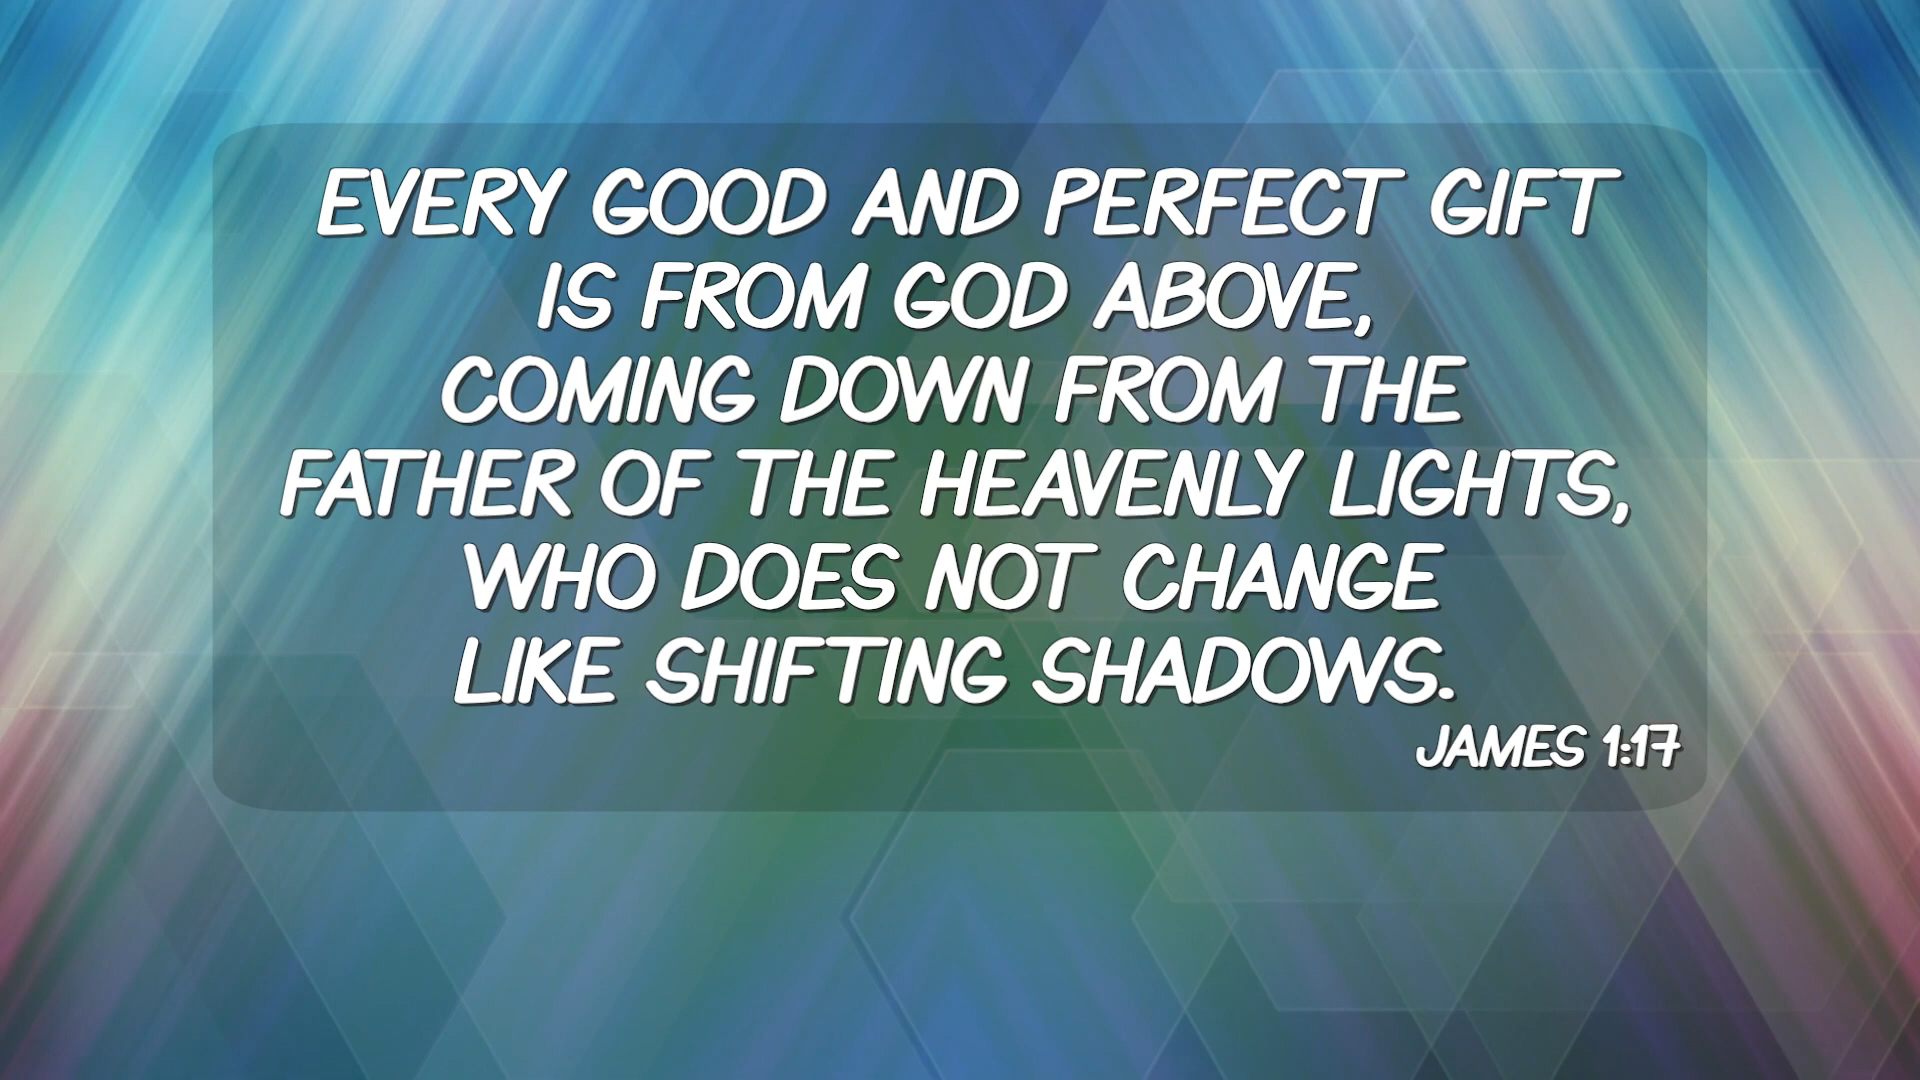 EVERY GOOD AND PERFECT GIFT
IS FROM GOD ABOVE,
COMING DOWN FROM THE
FATHER OF THE HEAVENLY LIGHTS,
WHO DOES NOT CHANGE
LIKE SHIFTING SHADOWS.
JAMES 1:17